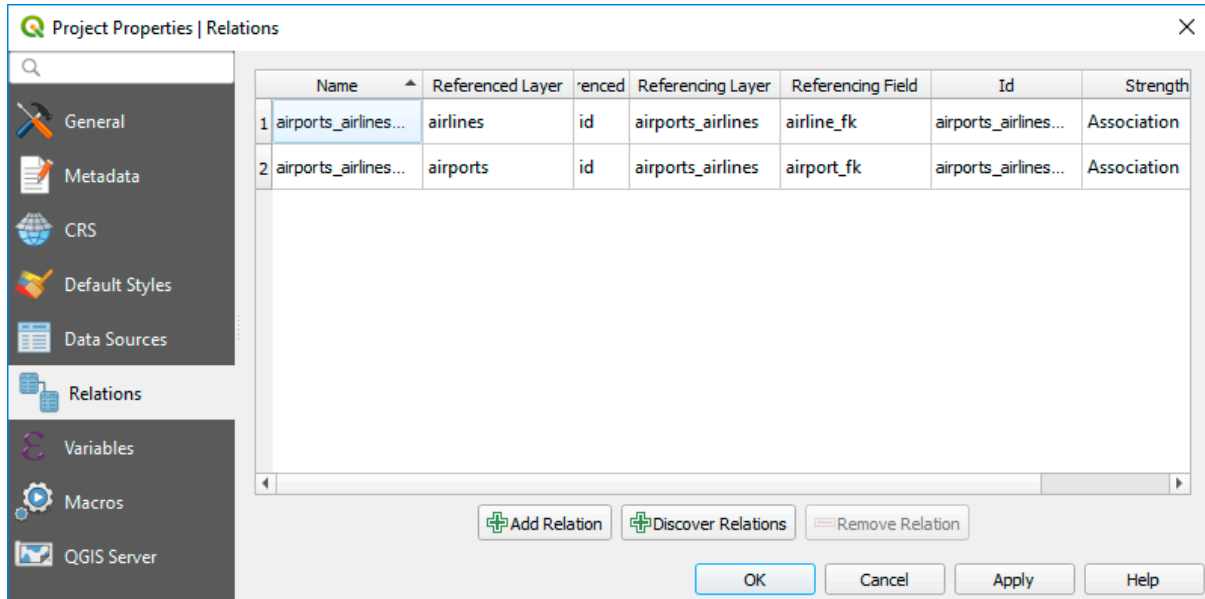 Project Properties | Relations
General
Metadata
CRS
Default Styles
Data Sources
Relations
Variables
Macros
QGIS Server
Name Referenced Layer renced Referencing Layer Referencing Field Id Strength
1 airports_airlines... airlines id airports_airlines airline_fk airports_airlines... Association
2 airports_airlines... airports id airports_airlines airport_fk airports_airlines... Association
Add Relation Discover Relations Remove Relation
OK Cancel Apply Help